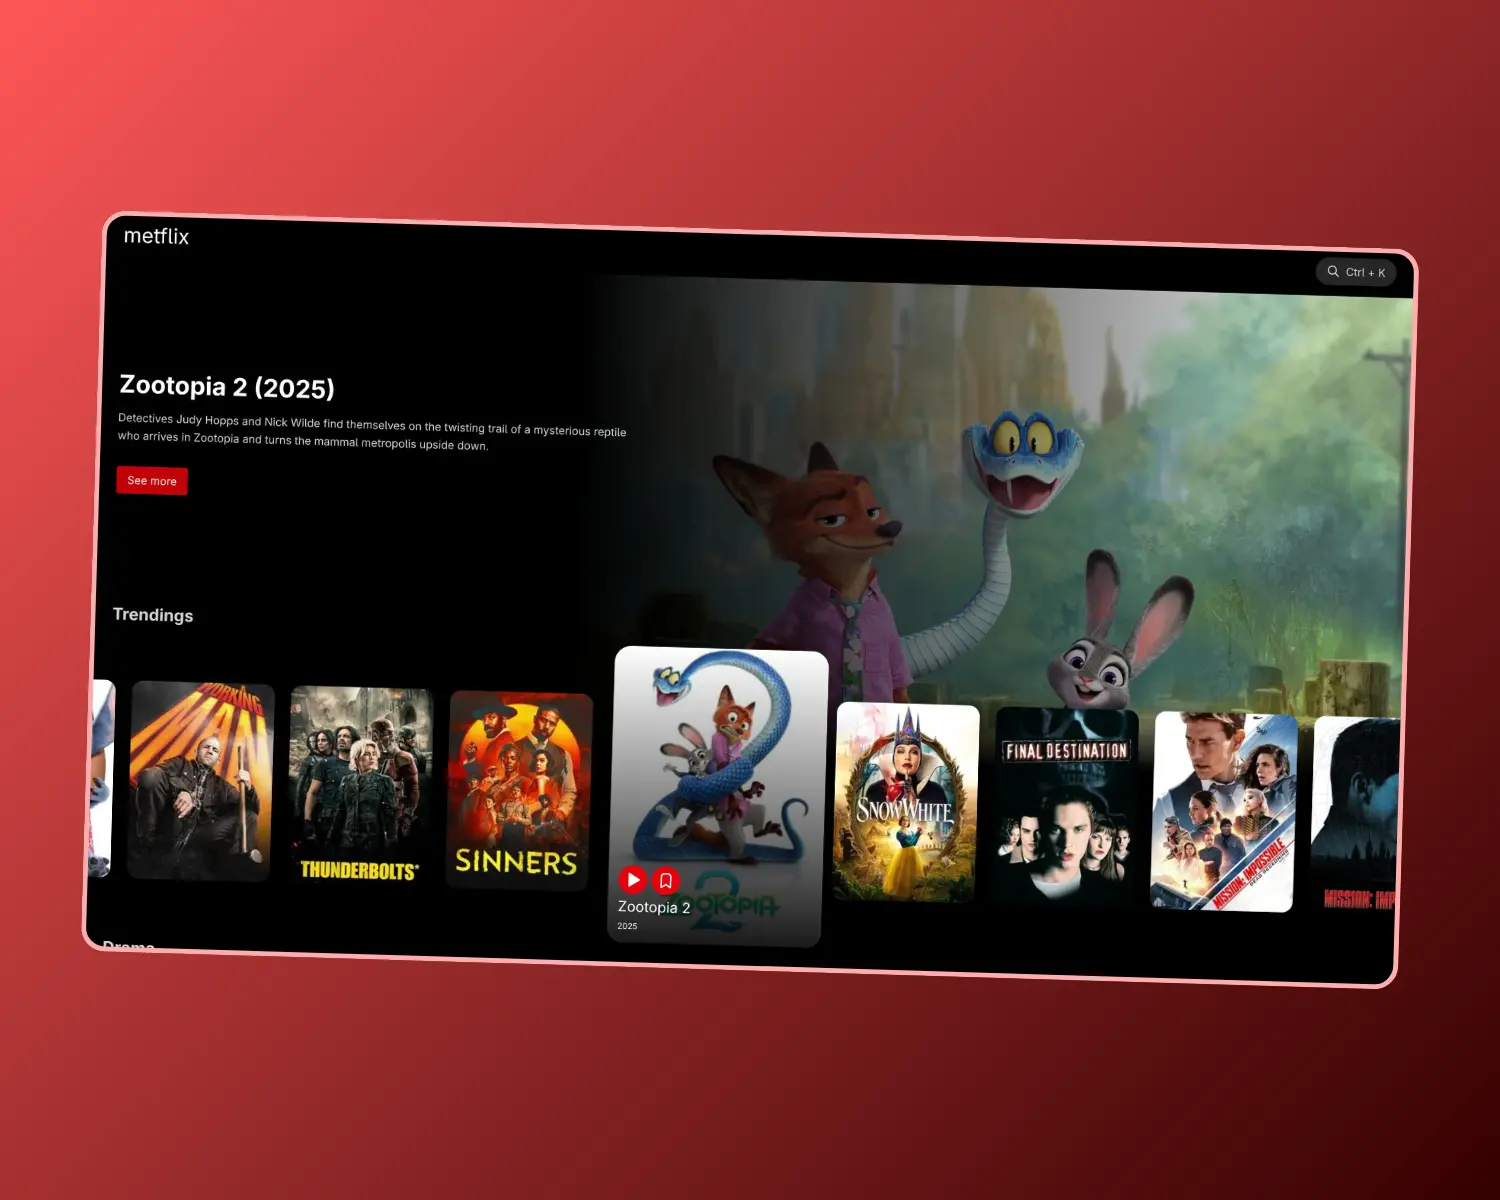 metflix
Ctrl + K
Zootopia 2 (2025)
Detectives Judy Hopps and Nick Wilde find themselves on the twisting trail of a mysterious reptile
who arrives in Zootopia and turns the mammal metropolis upside down.
See more
Trendings
WORKING
MAN
THUNDERBOLTS*
SINNERS
2
ZOOTOPIA
Zootopia 2
2025
SNOW WHITE
FINAL DESTINATION
MISSION: IMPOSSIBLE
DEAD RECKONING
MISSION: IMP
Drama